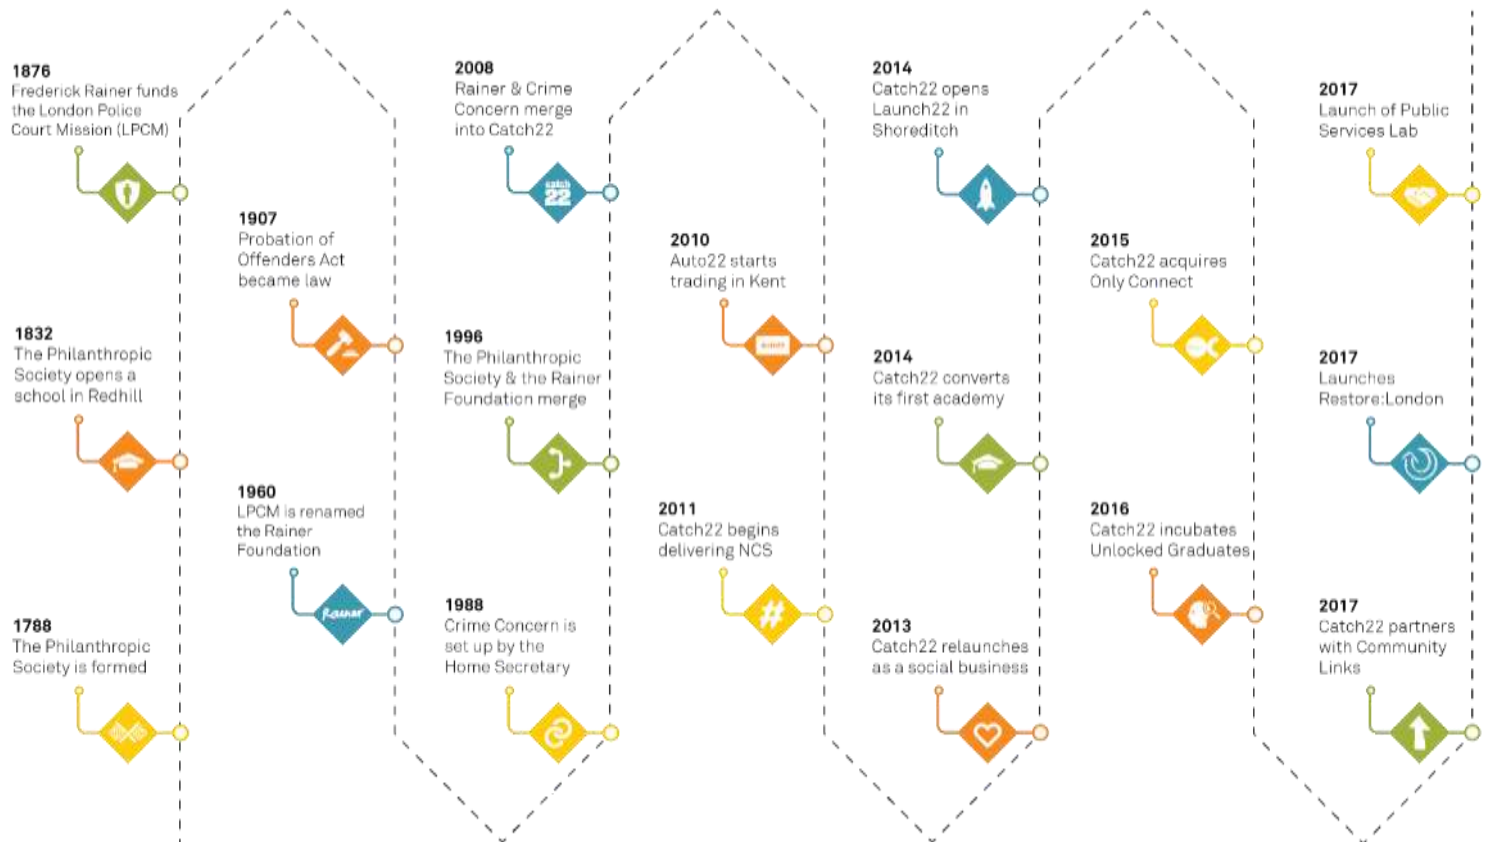 1876
Frederick Rainer funds
the London Police
Court Mission (LPCM)
1832
The Philanthropic
Society opens a
school in Redhill
1788
The Philanthropic
Society is formed
1907
Probation of
Offenders Act
became law
1960
LPCM is renamed
the Rainer
Foundation
Rainer
2008
Rainer & Crime
Concern merge
into Catch22
catch
22
1996
The Philanthropic
Society & the Rainer
Foundation merge
1988
Crime Concern is
set up by the
Home Secretary
2010
Auto22 starts
trading in Kent
2011
Catch22 begins
delivering NCS
#
2014
Catch22 opens
Launch22 in
Shoreditch
2014
Catch22 converts
its first academy
2013
Catch22 relaunches
as a social business
2015
Catch22 acquires
Only Connect
2016
Catch22 incubates
Unlocked Graduates
2017
Launch of Public
Services Lab
2017
Launches
Restore:London
2017
Catch22 partners
with Community
Links